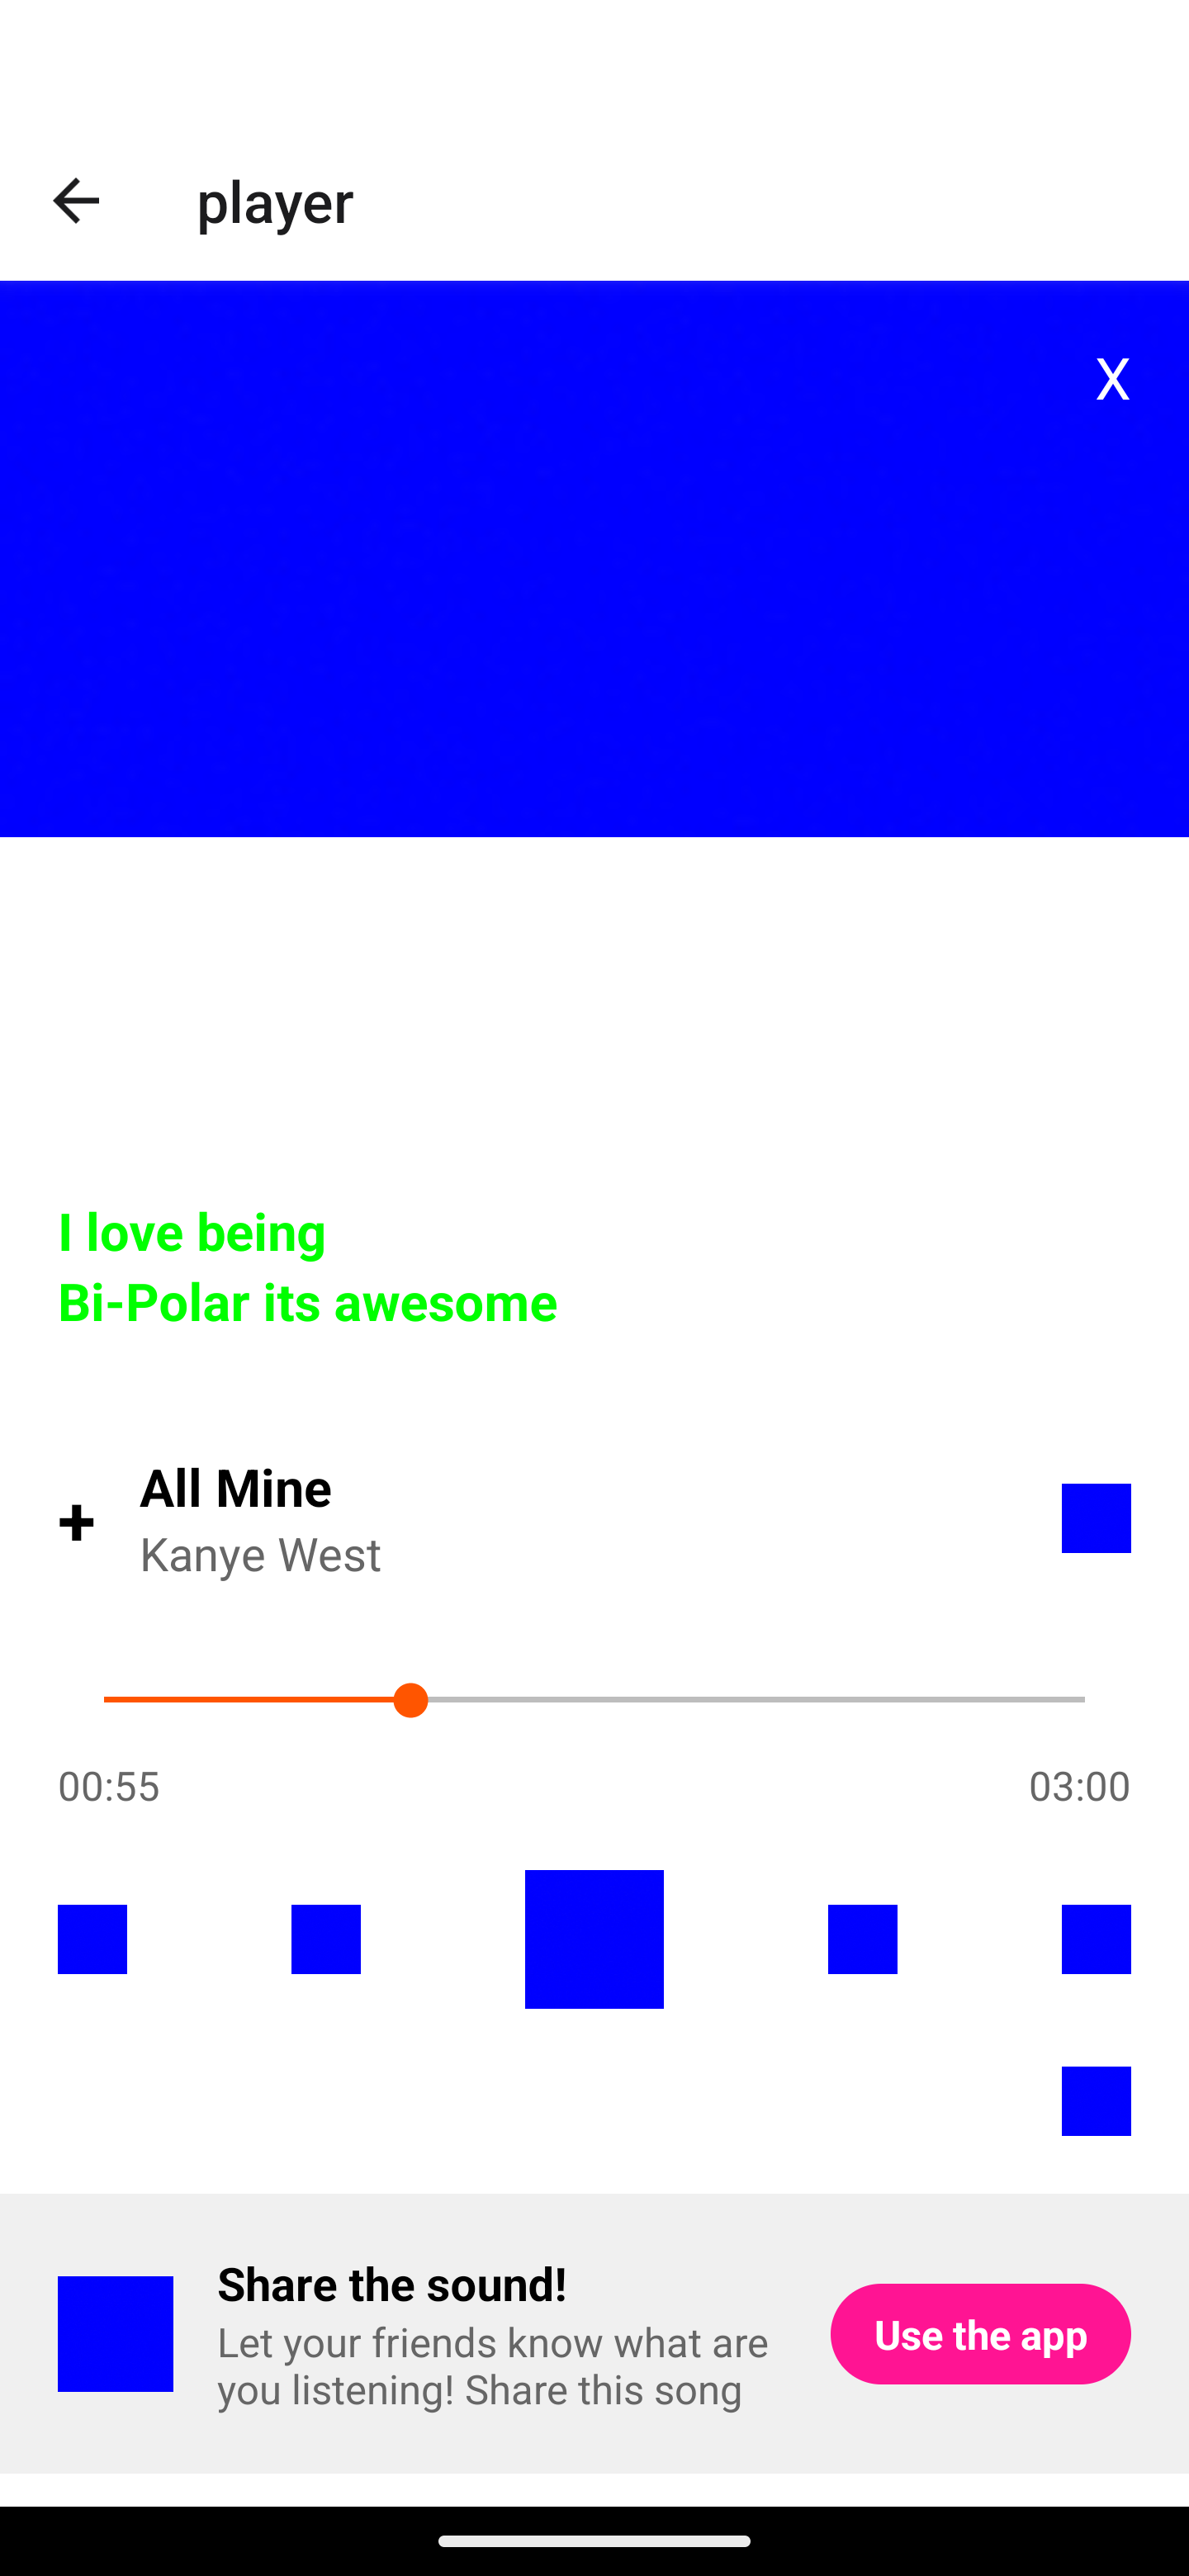 player
X
I love being
Bi-Polar its awesome
+
All Mine
Kanye West
00:55
03:00
Share the sound!
Let your friends know what are
you listening! Share this song
Use the app